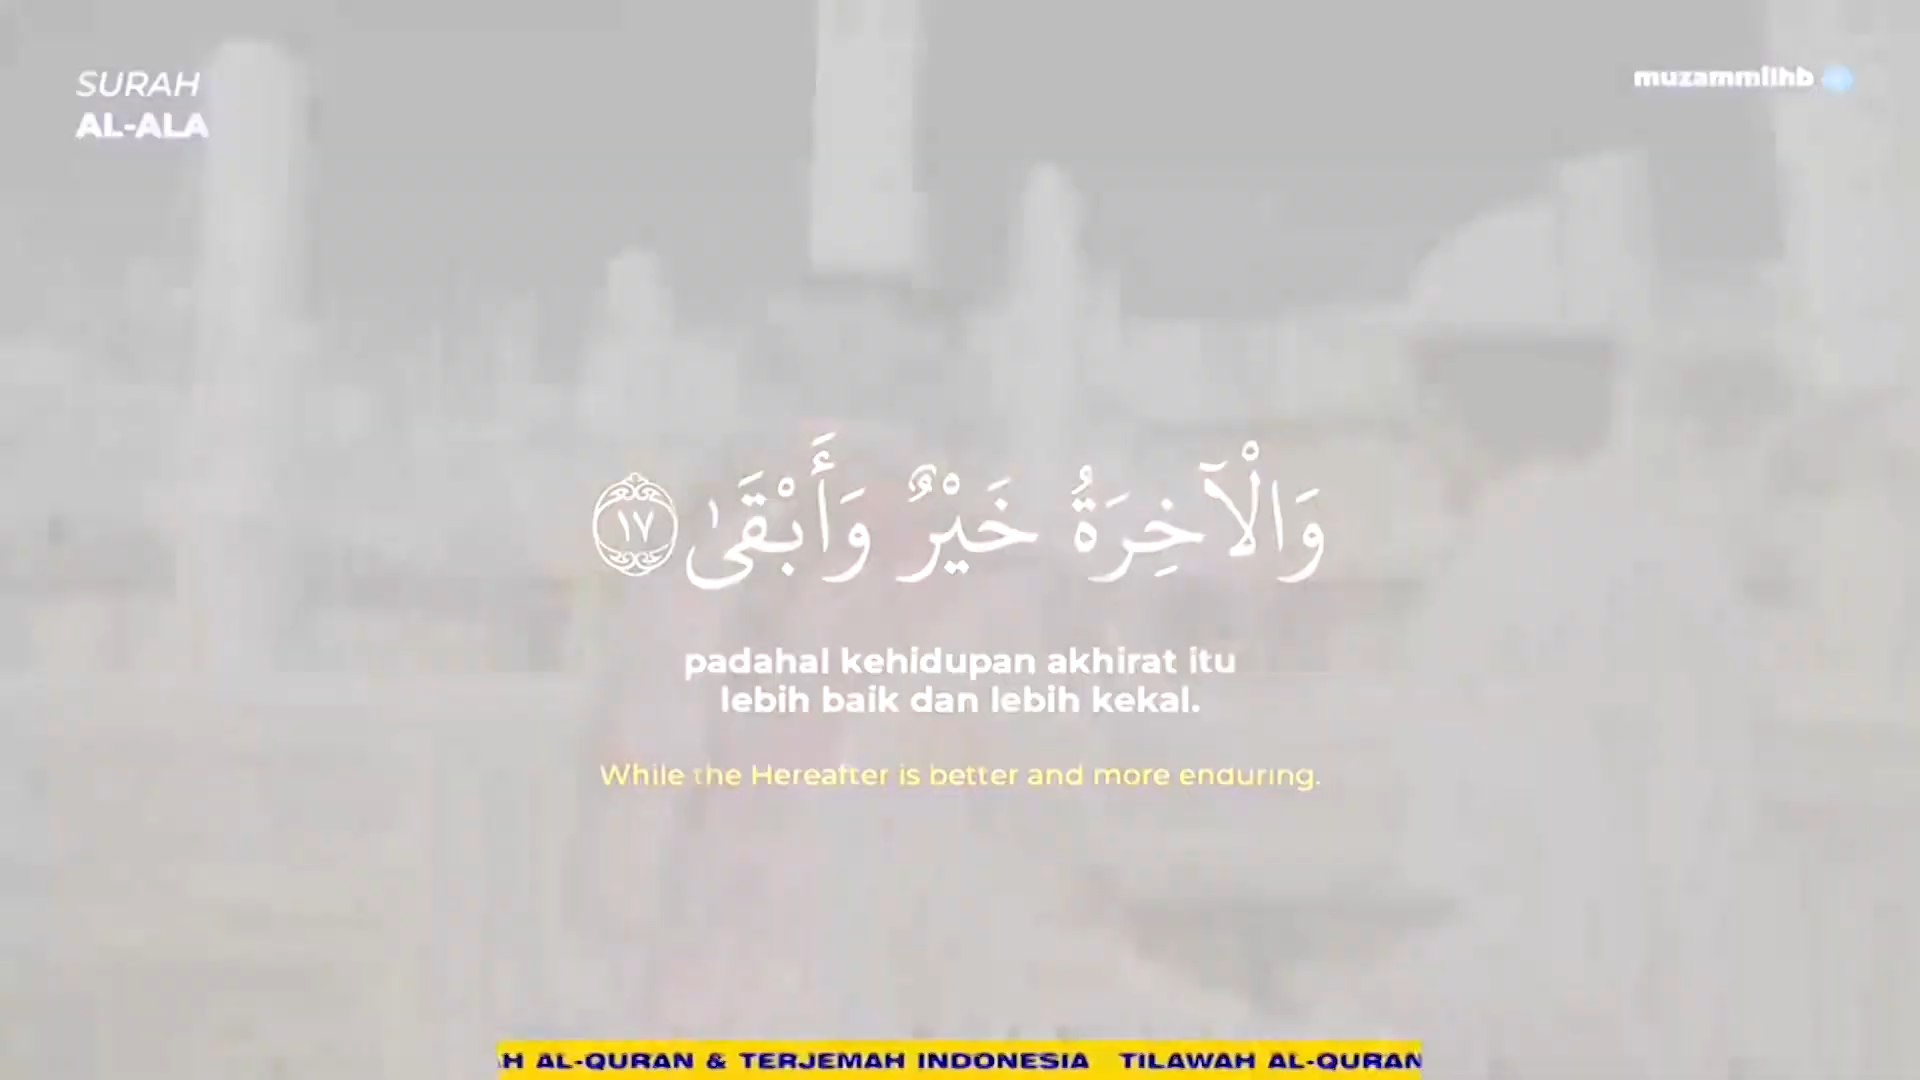 SURAH
AL-ALA
muzammilhb
وَالْآخِرَةُ خَيْرٌ وَأَبْقَىٰ ١٧
padahal kehidupan akhirat itu
lebih baik dan lebih kekal.
While the Hereafter is better and more enduring.
H AL-QURAN & TERJEMAH INDONESIA TILAWAH AL-QURAN